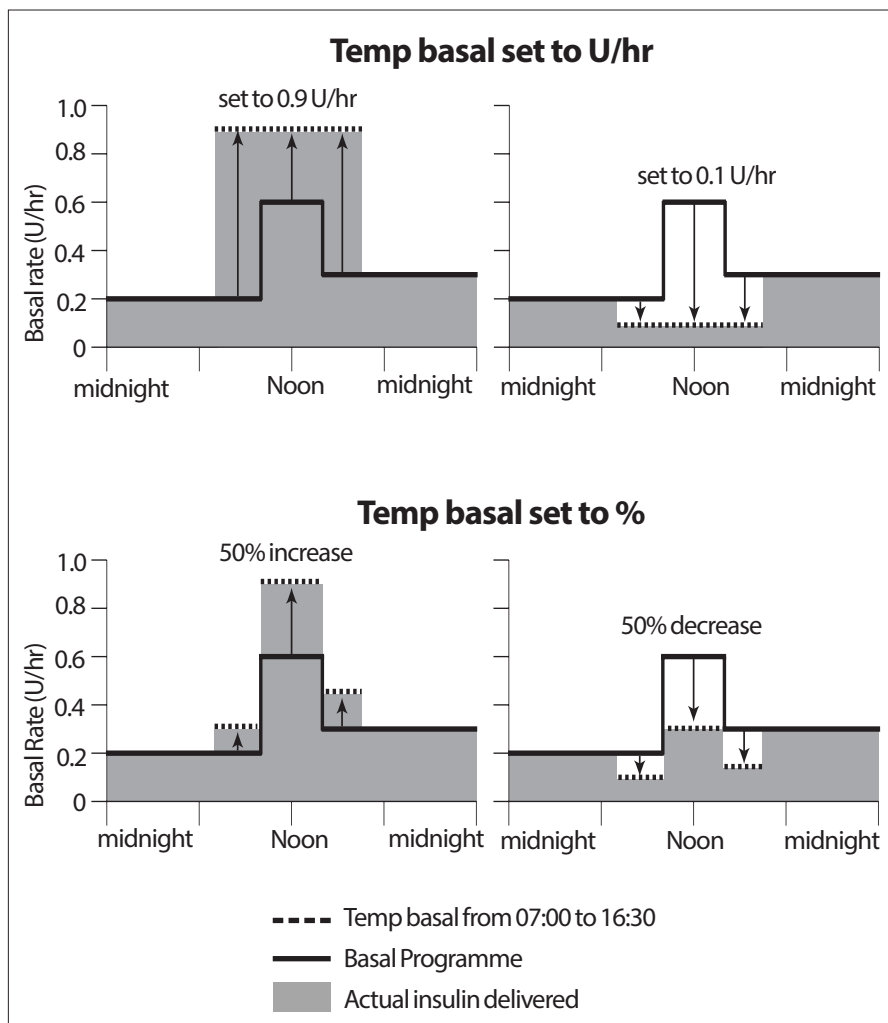 Temp basal set to U/hr
set to 0.9 U/hr
Basal rate (U/hr)
1.0
0.8
0.6
0.4
0.2
0
midnight
Noon
midnight
set to 0.1 U/hr
midnight
Noon
midnight
Temp basal set to %
50% increase
Basal Rate (U/hr)
1.0
0.8
0.6
0.4
0.2
0
midnight
Noon
midnight
50% decrease
midnight
Noon
midnight
Temp basal from 07:00 to 16:30
Basal Programme
Actual insulin delivered